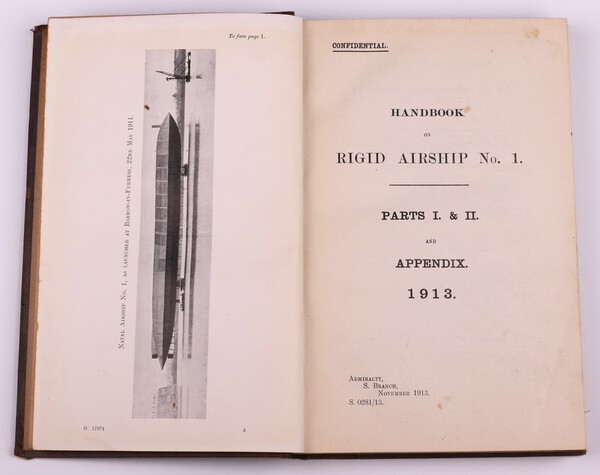 To face page 1.
Naval Airship No. 1, as launched at Barrow-in-Furness, 22nd May 1911.
O 17974
A
CONFIDENTIAL.
HANDBOOK
ON
RIGID AIRSHIP No. 1.
PARTS I. & II.
AND
APPENDIX.
1913.
Admiralty,
S. Branch,
November 1913.
S. 0281/13.